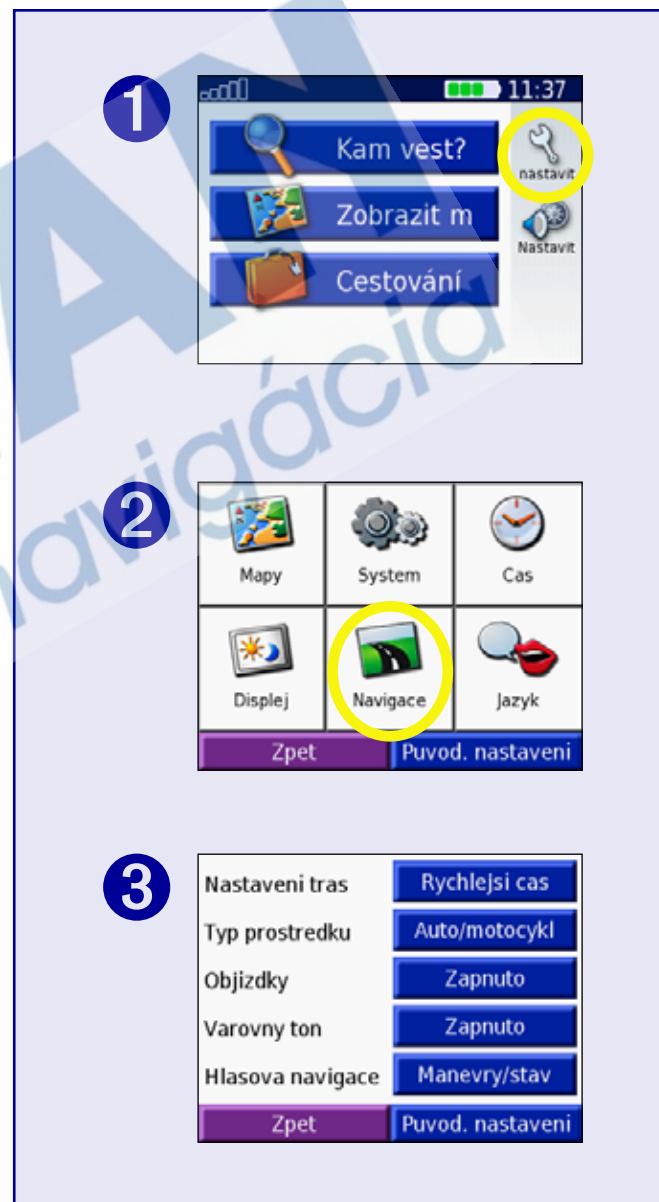 1
11:37
Kam vest?
nastavit
Zobrazit m
Nastavit
Cestování
AN
navigácia
2
Mapy System Cas
Displej Navigace Jazyk
Zpet Puvod. nastaveni
3
Nastaveni tras Rychlejsi cas
Typ prostredku Auto/motocykl
Objizdky Zapnuto
Varovny ton Zapnuto
Hlasova navigace Manevry/stav
Zpet Puvod. nastaveni